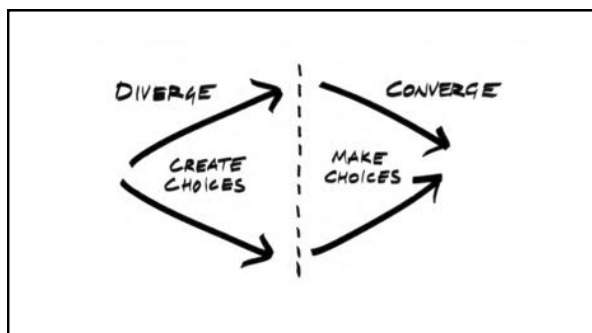 DIVERGE
CREATE
CHOICES
CONVERGE
MAKE
CHOICES